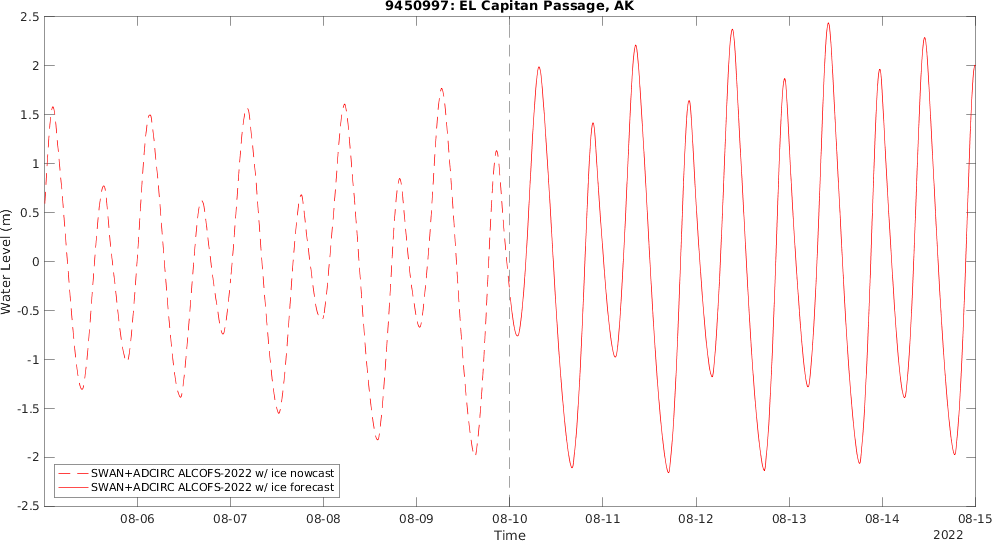 9450997: EL Capitan Passage, AK
2.5
2
1.5
1
0.5
0
-0.5
-1
-1.5
-2
-2.5
Water Level (m)
SWAN+ADCIRC ALCOFS-2022 w/ ice nowcast
SWAN+ADCIRC ALCOFS-2022 w/ ice forecast
08-06 08-07 08-08 08-09 08-10 08-11 08-12 08-13 08-14 08-15
Time
2022